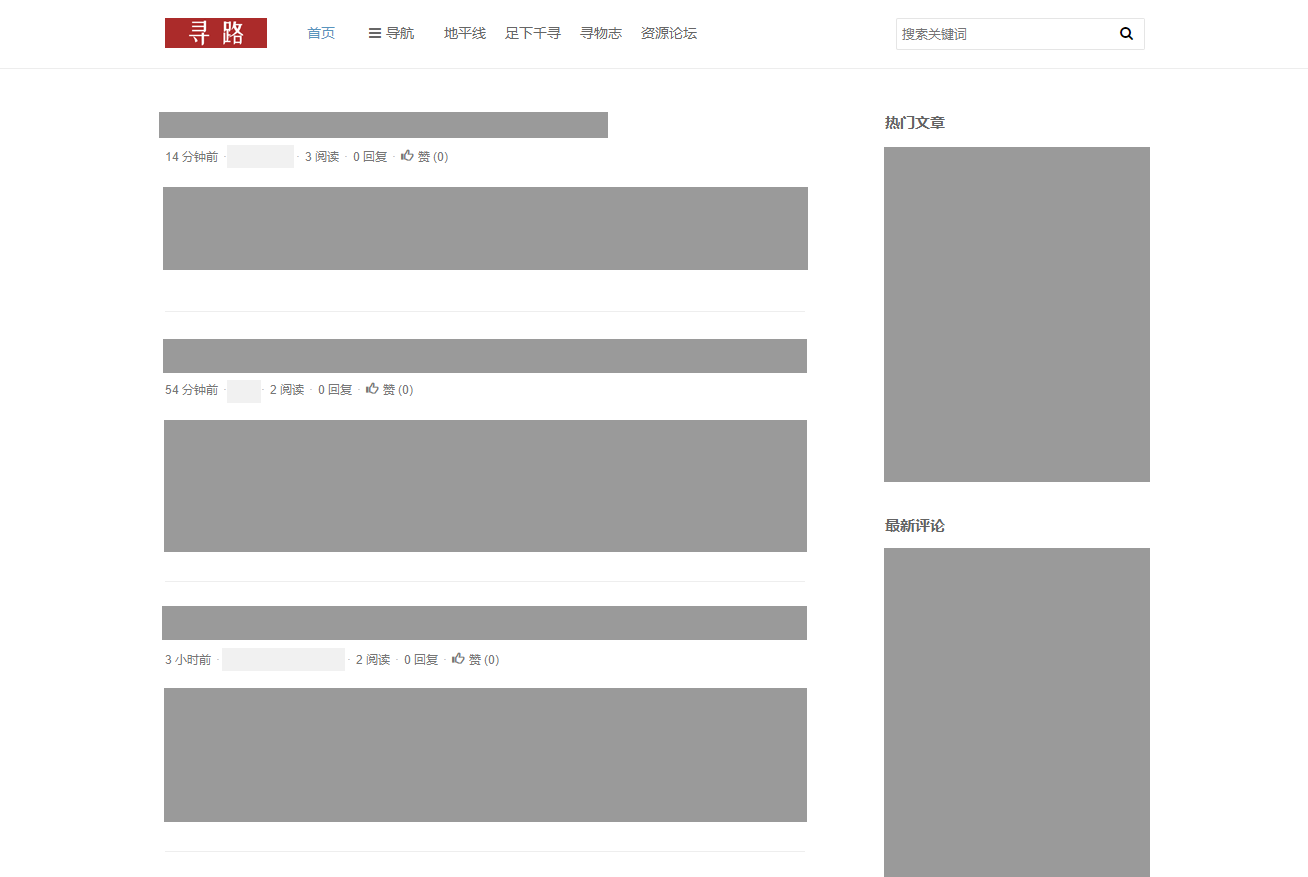 寻路 首页 导航 地平线 足下千寻 寻物志 资源论坛 搜索关键词
14 分钟前 · · 3 阅读 · 0 回复 · 赞 (0)
54 分钟前 · · 2 阅读 · 0 回复 · 赞 (0)
3 小时前 · · 2 阅读 · 0 回复 · 赞 (0)
热门文章
最新评论